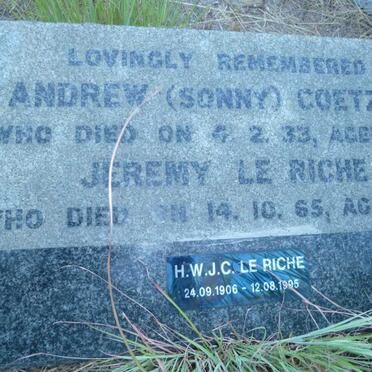 LOVINGLY REMEMBERED
ANDREW (SONNY) COETZ
WHO DIED ON 4. 2. 33, AGE
JEREMY LE RICHE
WHO DIED ON 14. 10. 65, AG
H.W.J.C. LE RICHE
24.09.1906 - 12.08.1995